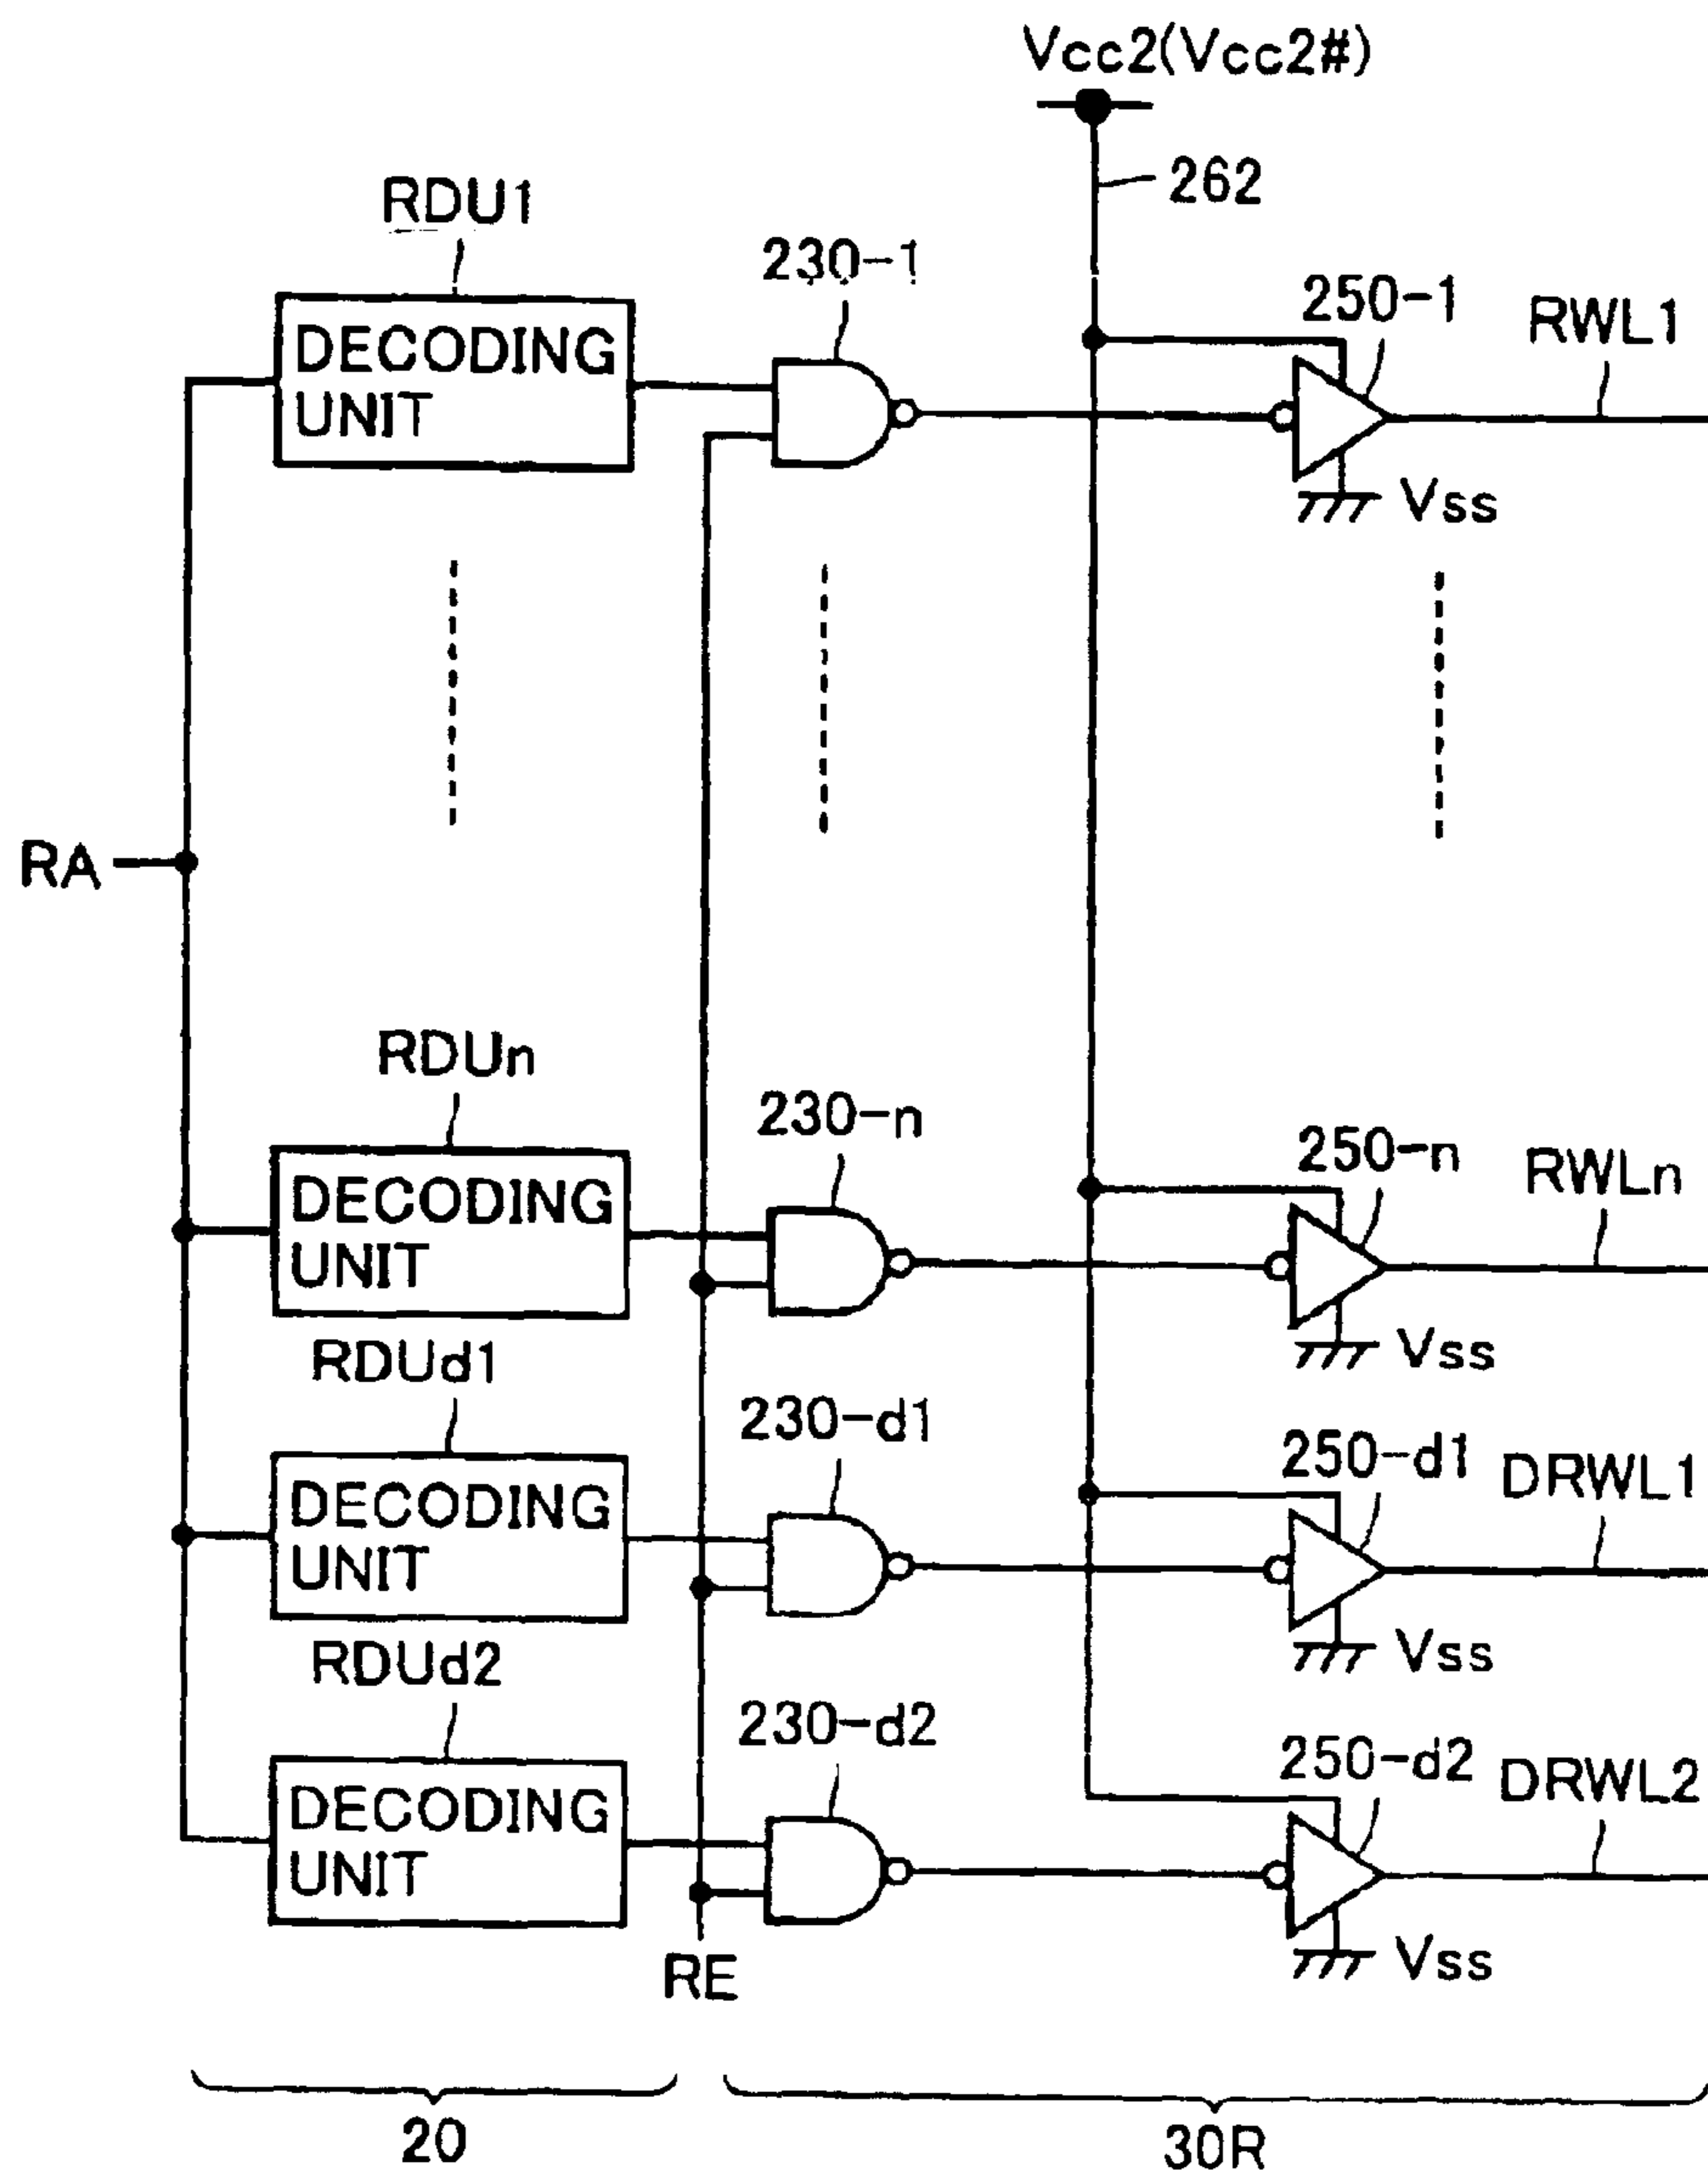 Vcc2(Vcc2#)
262
RDU1
230-1
250-1
RWL1
DECODING
UNIT
Vss
RA
RDUn
230-n
250-n
RWLn
DECODING
UNIT
Vss
RDUd1
230-d1
250-d1
DRWL1
DECODING
UNIT
Vss
RDUd2
230-d2
250-d2
DRWL2
DECODING
UNIT
Vss
RE
20
30R